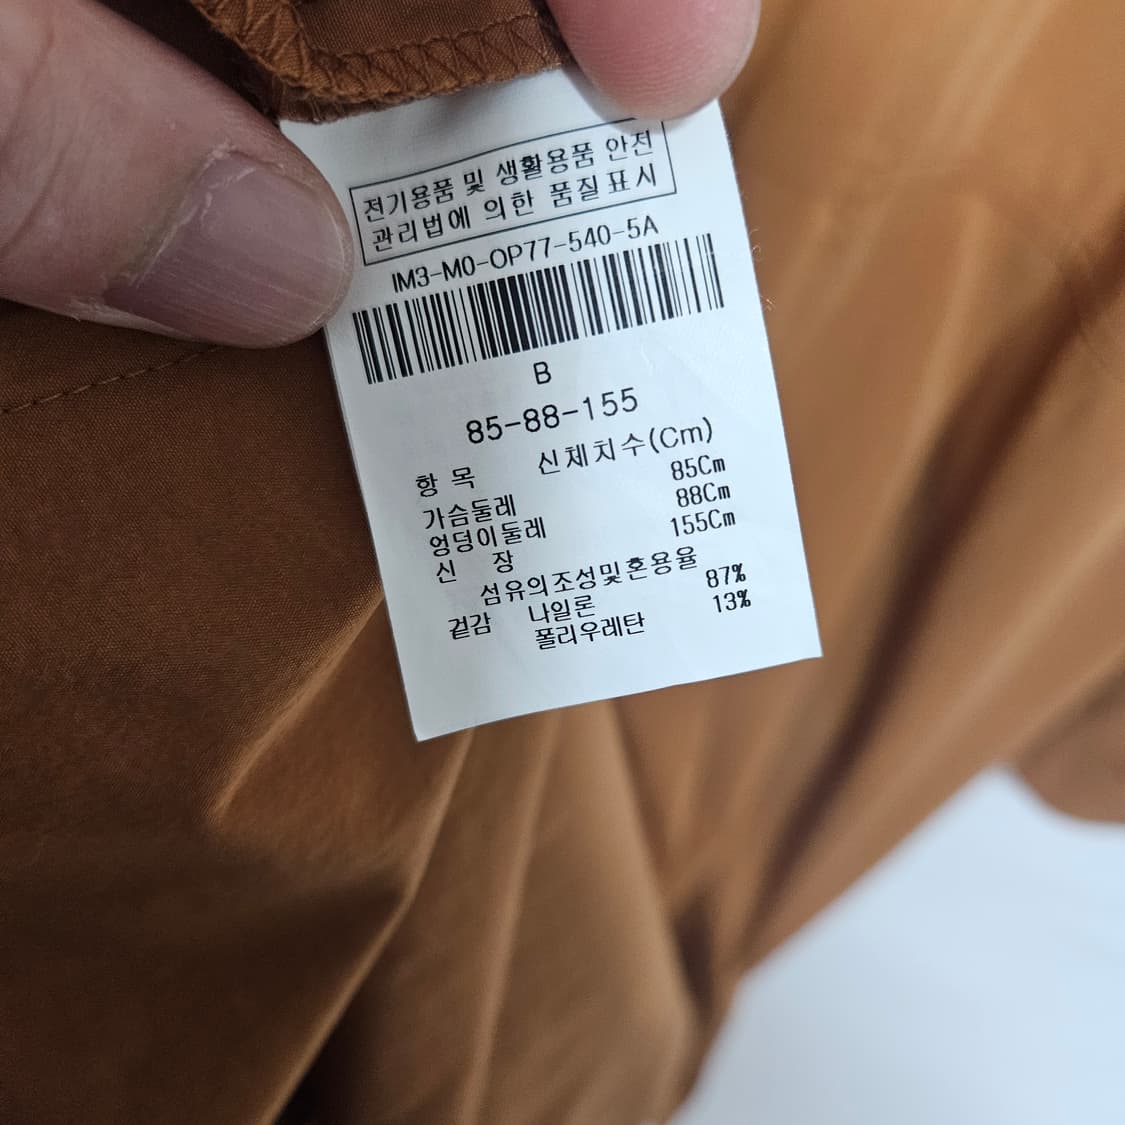 전기용품 및 생활용품 안전
관리법에 의한 품질표시
IM3-M0-OP77-540-5A
B
85-88-155
항 목 신체치수(Cm)
가슴둘레 85Cm
엉덩이둘레 88Cm
신 장 155Cm
섬유의조성및혼용율
겉감 나일론 87%
폴리우레탄 13%